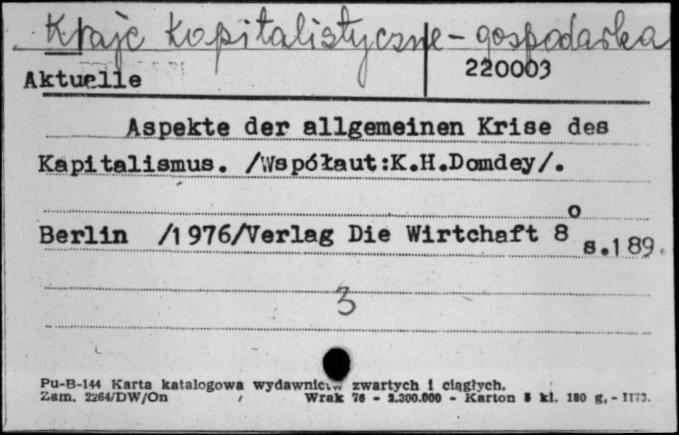 Kraje kapitalistyczne - gospodarka
220003
Aktuelle
Aspekte der allgemeinen Krise des
Kapitalismus. /Współaut:K.H.Domdey/.
Berlin /1976/Verlag Die Wirtchaft 8o s.189.
3
Pu-B-144 Karta katalogowa wydawnictw zwartych i ciągłych.
Zam. 2264/DW/On Wrak 76 - 2.300.000 - Karton kl. 180 g,